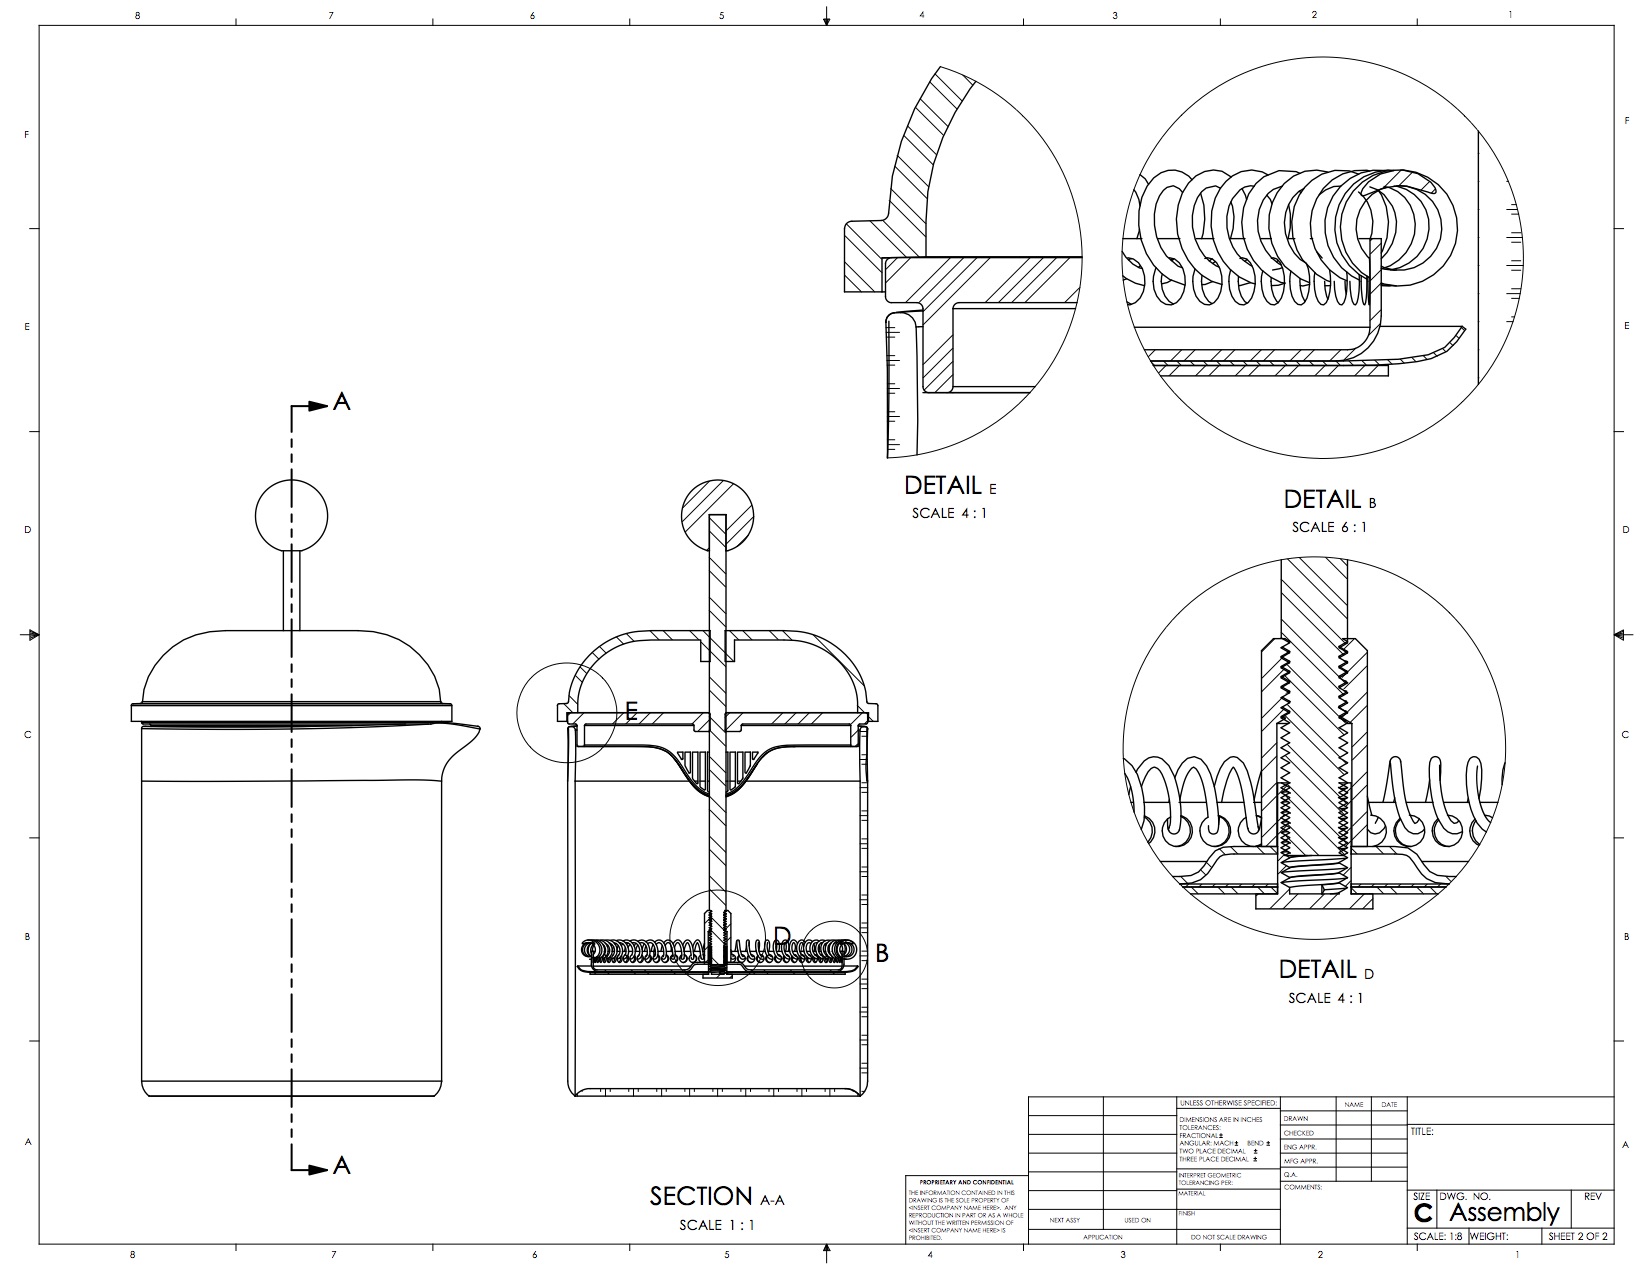 8 7 6 5 4 3 2 1
F F
E E
D D
C C
B B
A A
A
A
E
D
B
DETAIL E
SCALE 4 : 1
DETAIL B
SCALE 6 : 1
DETAIL D
SCALE 4 : 1
SECTION A-A
SCALE 1 : 1
PROPRIETARY AND CONFIDENTIAL
THE INFORMATION CONTAINED IN THIS
DRAWING IS THE SOLE PROPERTY OF
<INSERT COMPANY NAME HERE>. ANY
REPRODUCTION IN PART OR AS A WHOLE
WITHOUT THE WRITTEN PERMISSION OF
<INSERT COMPANY NAME HERE> IS
PROHIBITED.
NEXT ASSY USED ON
APPLICATION
UNLESS OTHERWISE SPECIFIED:
DIMENSIONS ARE IN INCHES
TOLERANCES:
FRACTIONAL±
ANGULAR: MACH± BEND ±
TWO PLACE DECIMAL ±
THREE PLACE DECIMAL ±
INTERPRET GEOMETRIC
TOLERANCING PER:
MATERIAL
FINISH
DO NOT SCALE DRAWING
NAME DATE
DRAWN
CHECKED
ENG APPR.
MFG APPR.
Q.A.
COMMENTS:
TITLE:
SIZE DWG. NO. REV
C Assembly
SCALE: 1:8 WEIGHT: SHEET 2 OF 2
8 7 6 5 4 3 2 1